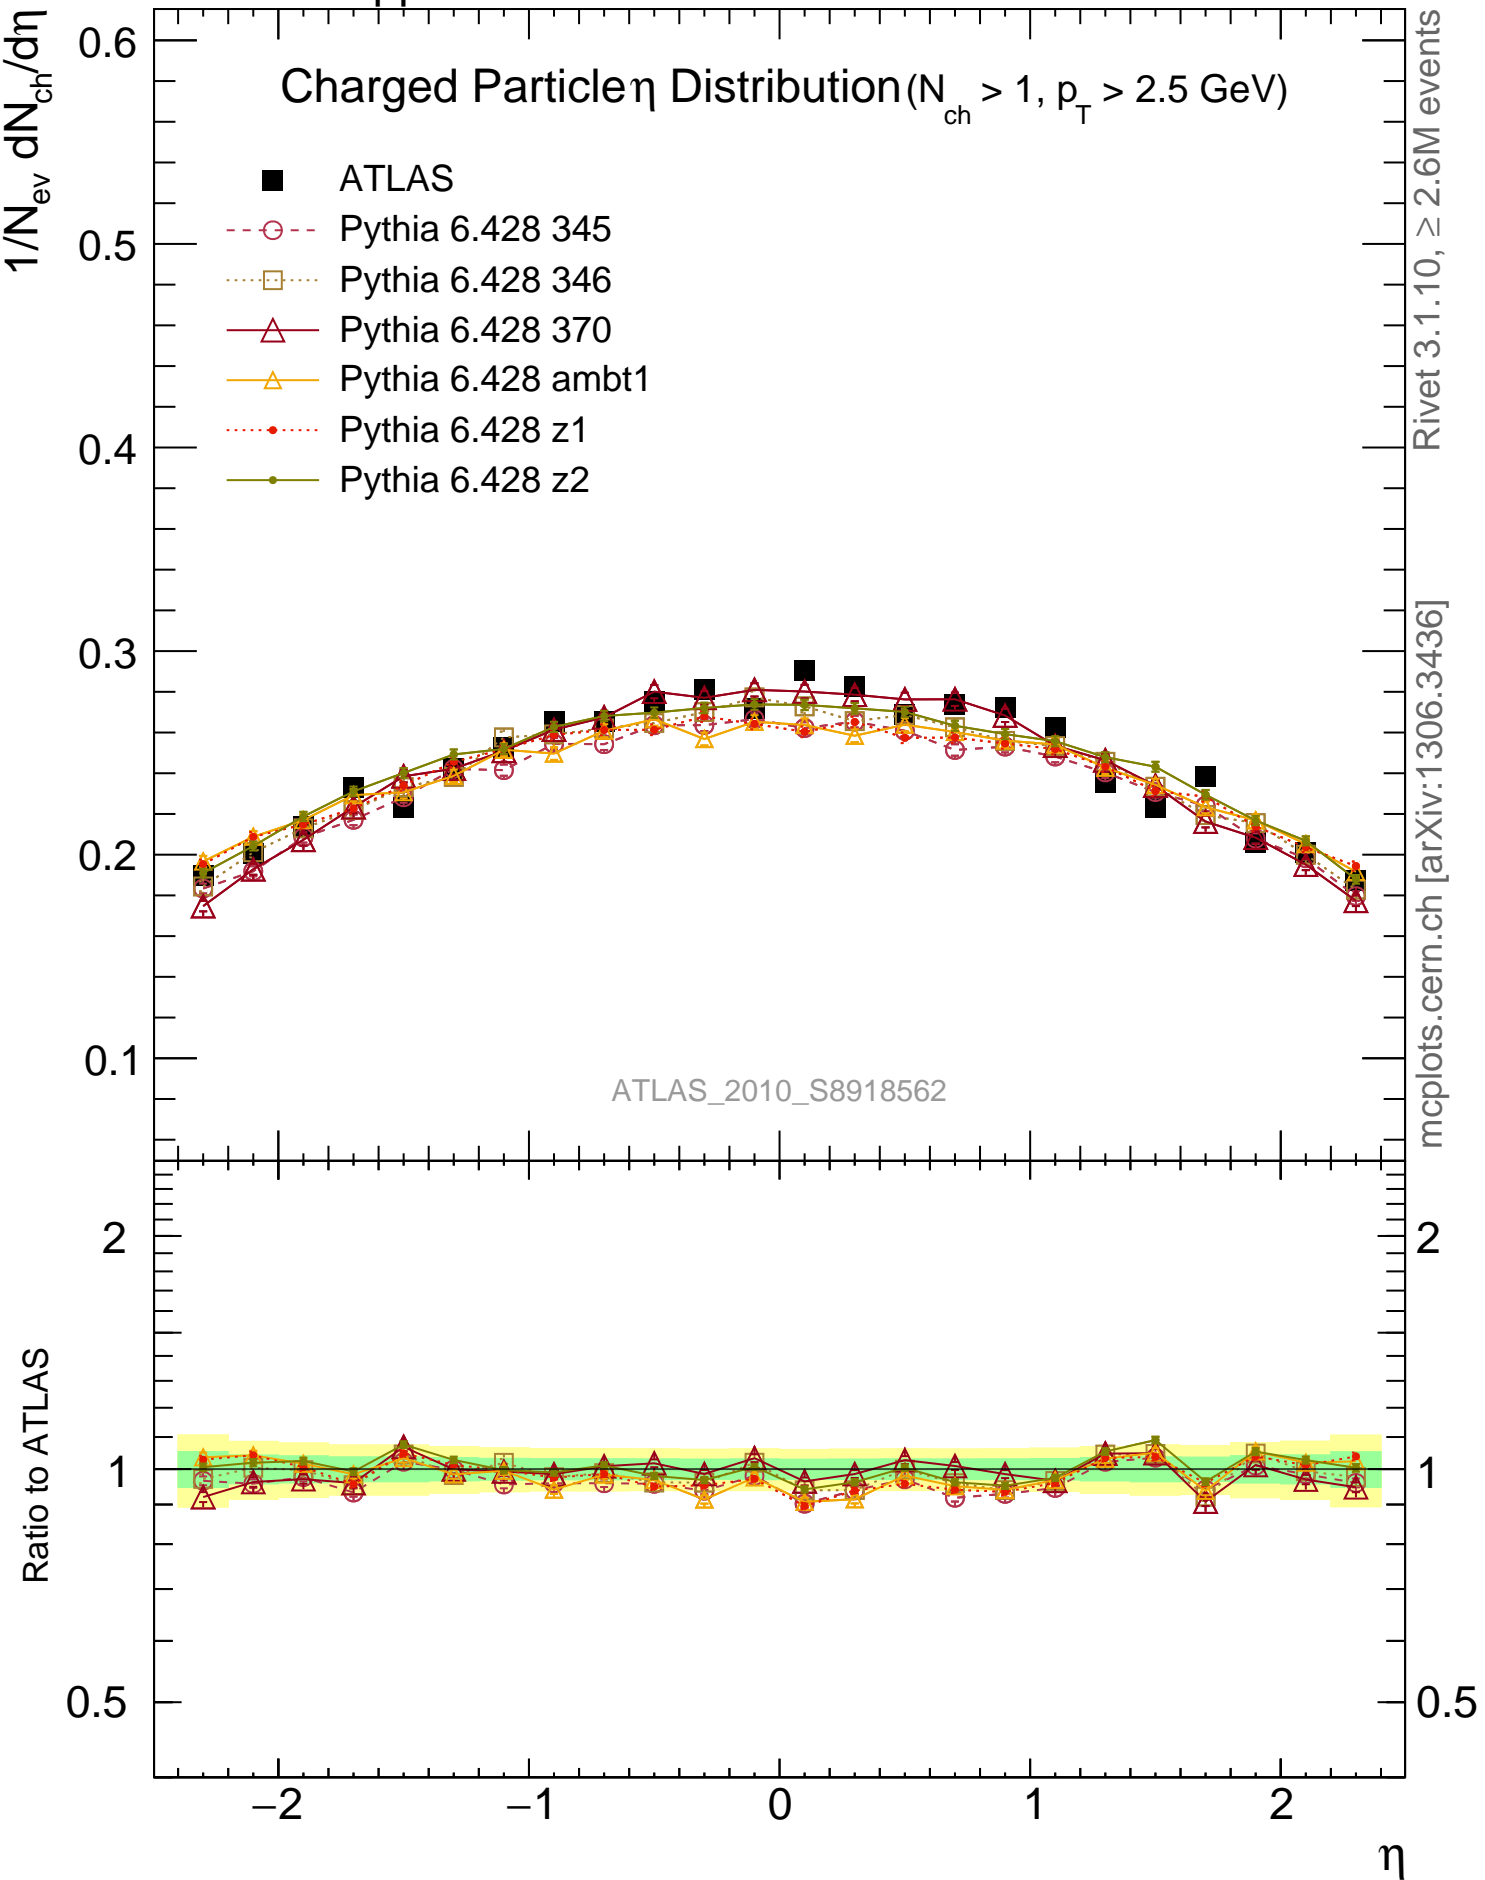 pp
1/N_ev dN_ch/dη
Charged Particle η Distribution (N_ch > 1, p_T > 2.5 GeV)
ATLAS
Pythia 6.428 345
Pythia 6.428 346
Pythia 6.428 370
Pythia 6.428 ambt1
Pythia 6.428 z1
Pythia 6.428 z2
0.6
0.5
0.4
0.3
0.2
0.1
ATLAS_2010_S8918562
Rivet 3.1.10, ≥ 2.6M events
mcplots.cern.ch [arXiv:1306.3436]
Ratio to ATLAS
2
1
0.5
2
1
0.5
−2 −1 0 1 2
η